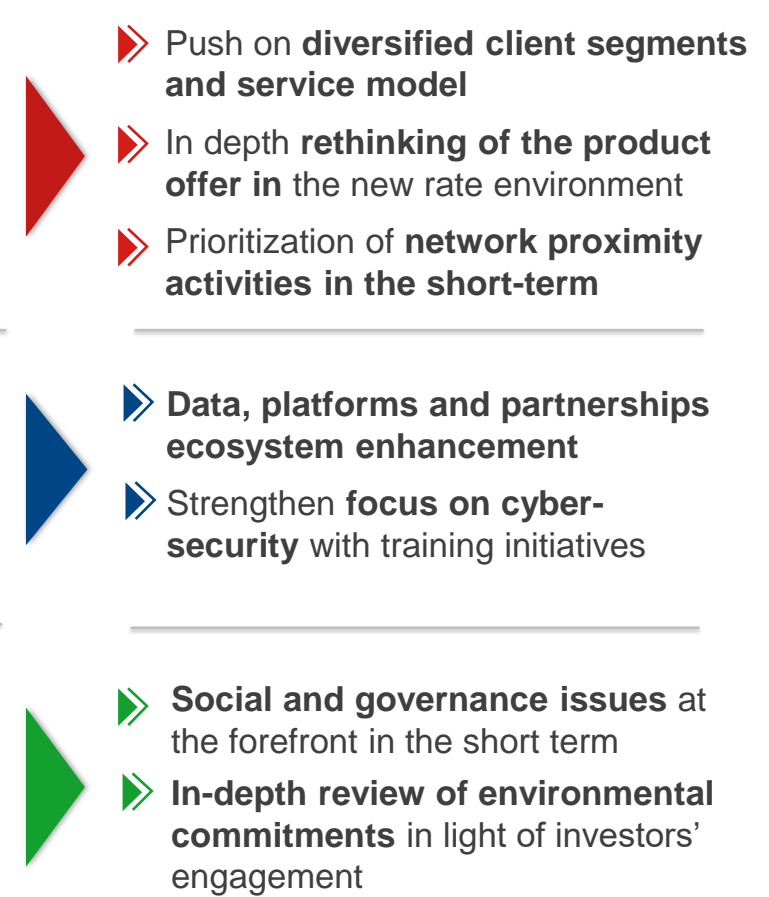 Push on diversified client segments
and service model
In depth rethinking of the product
offer in the new rate environment
Prioritization of network proximity
activities in the short-term
Data, platforms and partnerships
ecosystem enhancement
Strengthen focus on cyber-
security with training initiatives
Social and governance issues at
the forefront in the short term
In-depth review of environmental
commitments in light of investors’
engagement